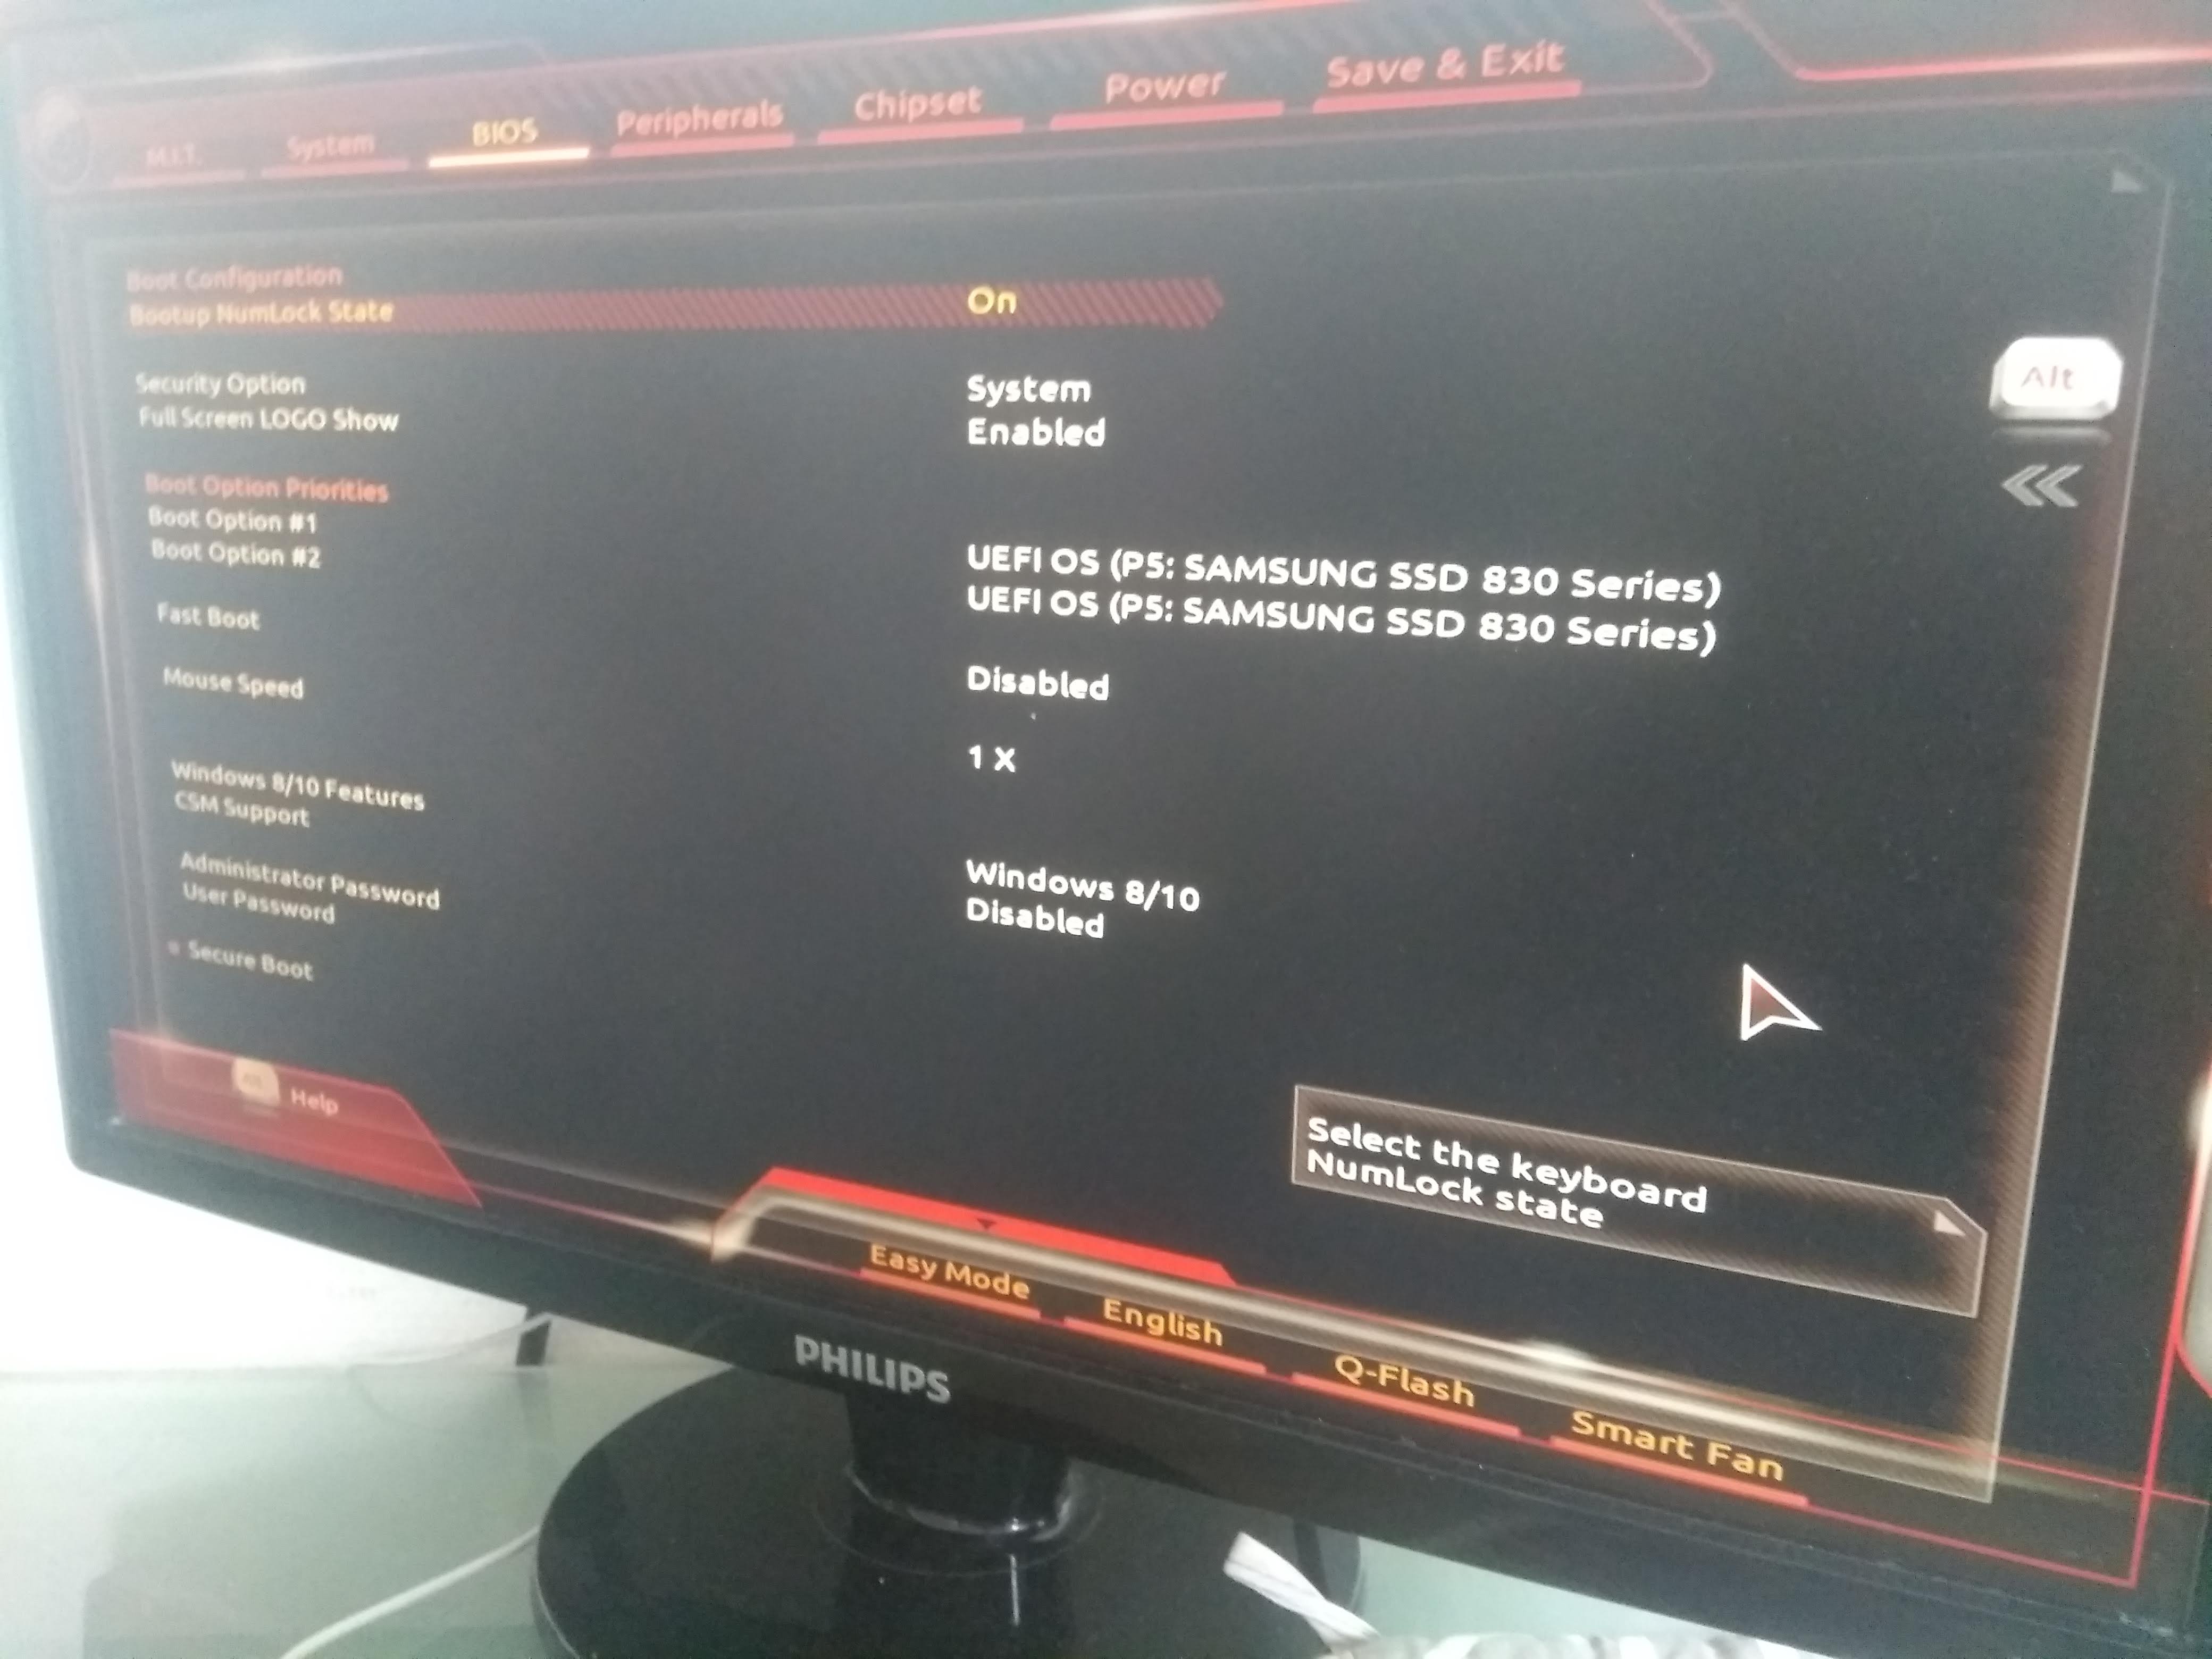 M.I.T. System BIOS Peripherals Chipset Power Save & Exit
Boot Configuration
Bootup NumLock State On
Security Option System
Full Screen LOGO Show Enabled
Boot Option Priorities
Boot Option #1 UEFI OS (P5: SAMSUNG SSD 830 Series)
Boot Option #2 UEFI OS (P5: SAMSUNG SSD 830 Series)
Fast Boot Disabled
Mouse Speed 1 X
Windows 8/10 Features Windows 8/10
CSM Support Disabled
Administrator Password
User Password
Secure Boot
Alt
Help
Select the keyboard
NumLock state
Easy Mode English Q-Flash Smart Fan
PHILIPS